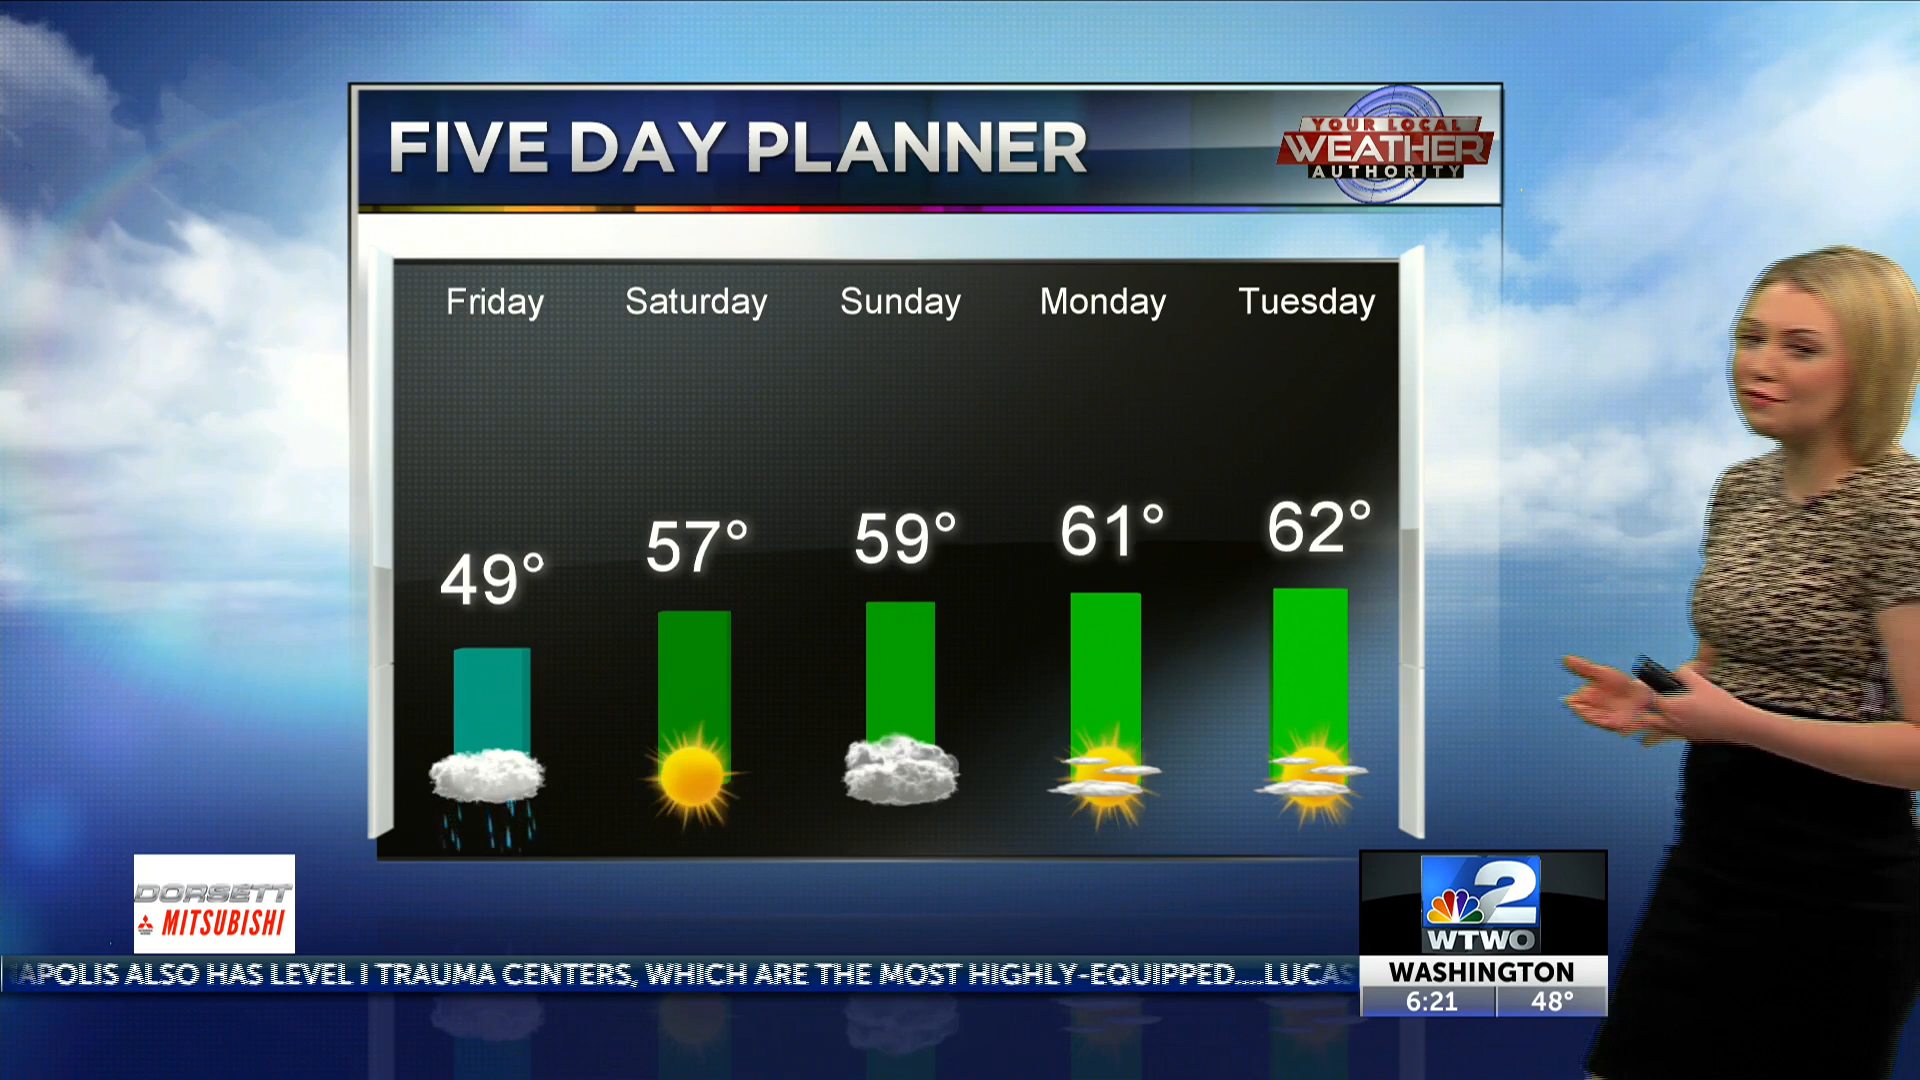 FIVE DAY PLANNER
YOUR LOCAL
WEATHER
AUTHORITY
Friday
Saturday
Sunday
Monday
Tuesday
49°
57°
59°
61°
62°
DORSETT
MITSUBISHI
2
WTWO
APOLIS ALSO HAS LEVEL I TRAUMA CENTERS, WHICH ARE THE MOST HIGHLY-EQUIPPED....LUCAS
WASHINGTON
6:21
48°